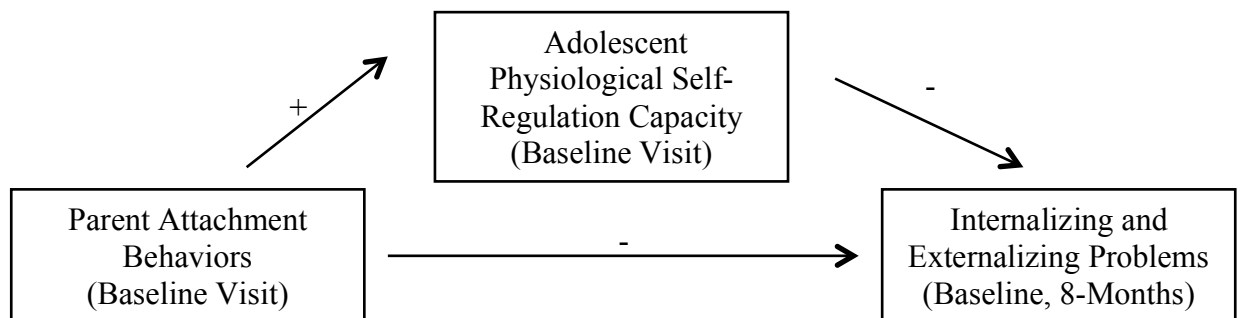 Adolescent
Physiological Self-
Regulation Capacity
(Baseline Visit)
+
-
Parent Attachment
Behaviors
(Baseline Visit)
-
Internalizing and
Externalizing Problems
(Baseline, 8-Months)